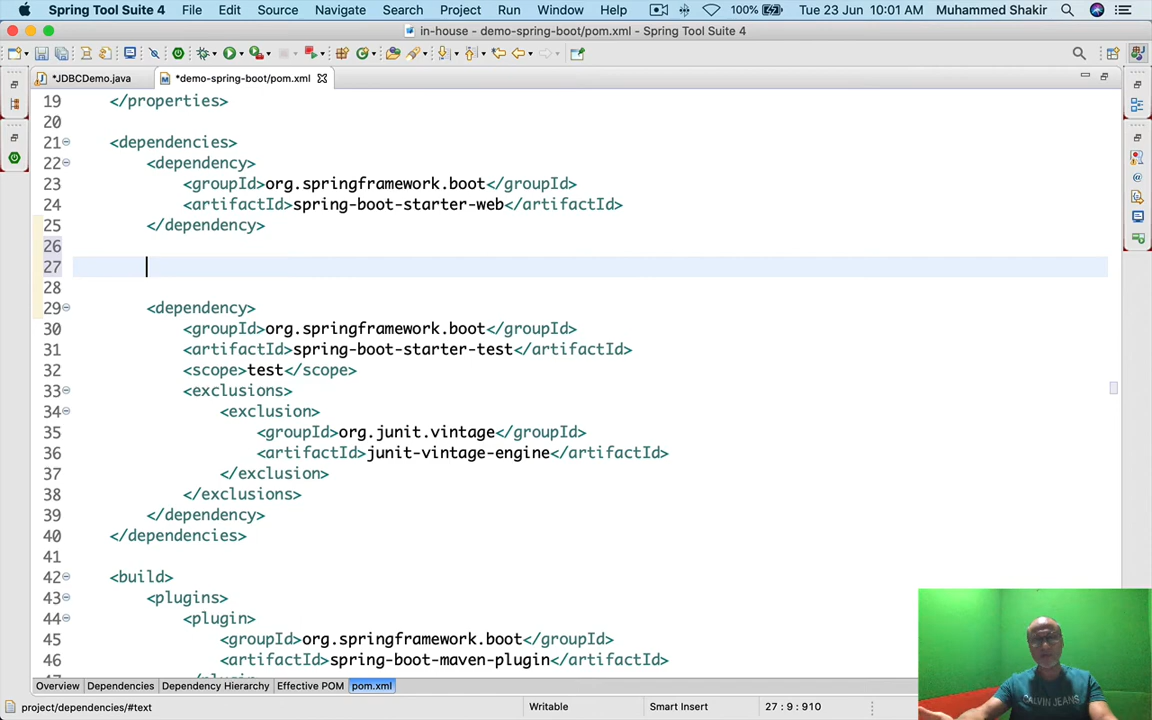 Spring Tool Suite 4 File Edit Source Navigate Search Project Run Window Help 100% Tue 23 Jun 10:01 AM Muhammed Shakir
in-house - demo-spring-boot/pom.xml - Spring Tool Suite 4
*JDBCDemo.java *demo-spring-boot/pom.xml
19 </properties>
20
21 <dependencies>
22 <dependency>
23 <groupId>org.springframework.boot</groupId>
24 <artifactId>spring-boot-starter-web</artifactId>
25 </dependency>
26
27
28
29 <dependency>
30 <groupId>org.springframework.boot</groupId>
31 <artifactId>spring-boot-starter-test</artifactId>
32 <scope>test</scope>
33 <exclusions>
34 <exclusion>
35 <groupId>org.junit.vintage</groupId>
36 <artifactId>junit-vintage-engine</artifactId>
37 </exclusion>
38 </exclusions>
39 </dependency>
40 </dependencies>
41
42 <build>
43 <plugins>
44 <plugin>
45 <groupId>org.springframework.boot</groupId>
46 <artifactId>spring-boot-maven-plugin</artifactId>
Overview Dependencies Dependency Hierarchy Effective POM pom.xml
project/dependencies/#text Writable Smart Insert 27 : 9 : 910
CALVIN JEANS